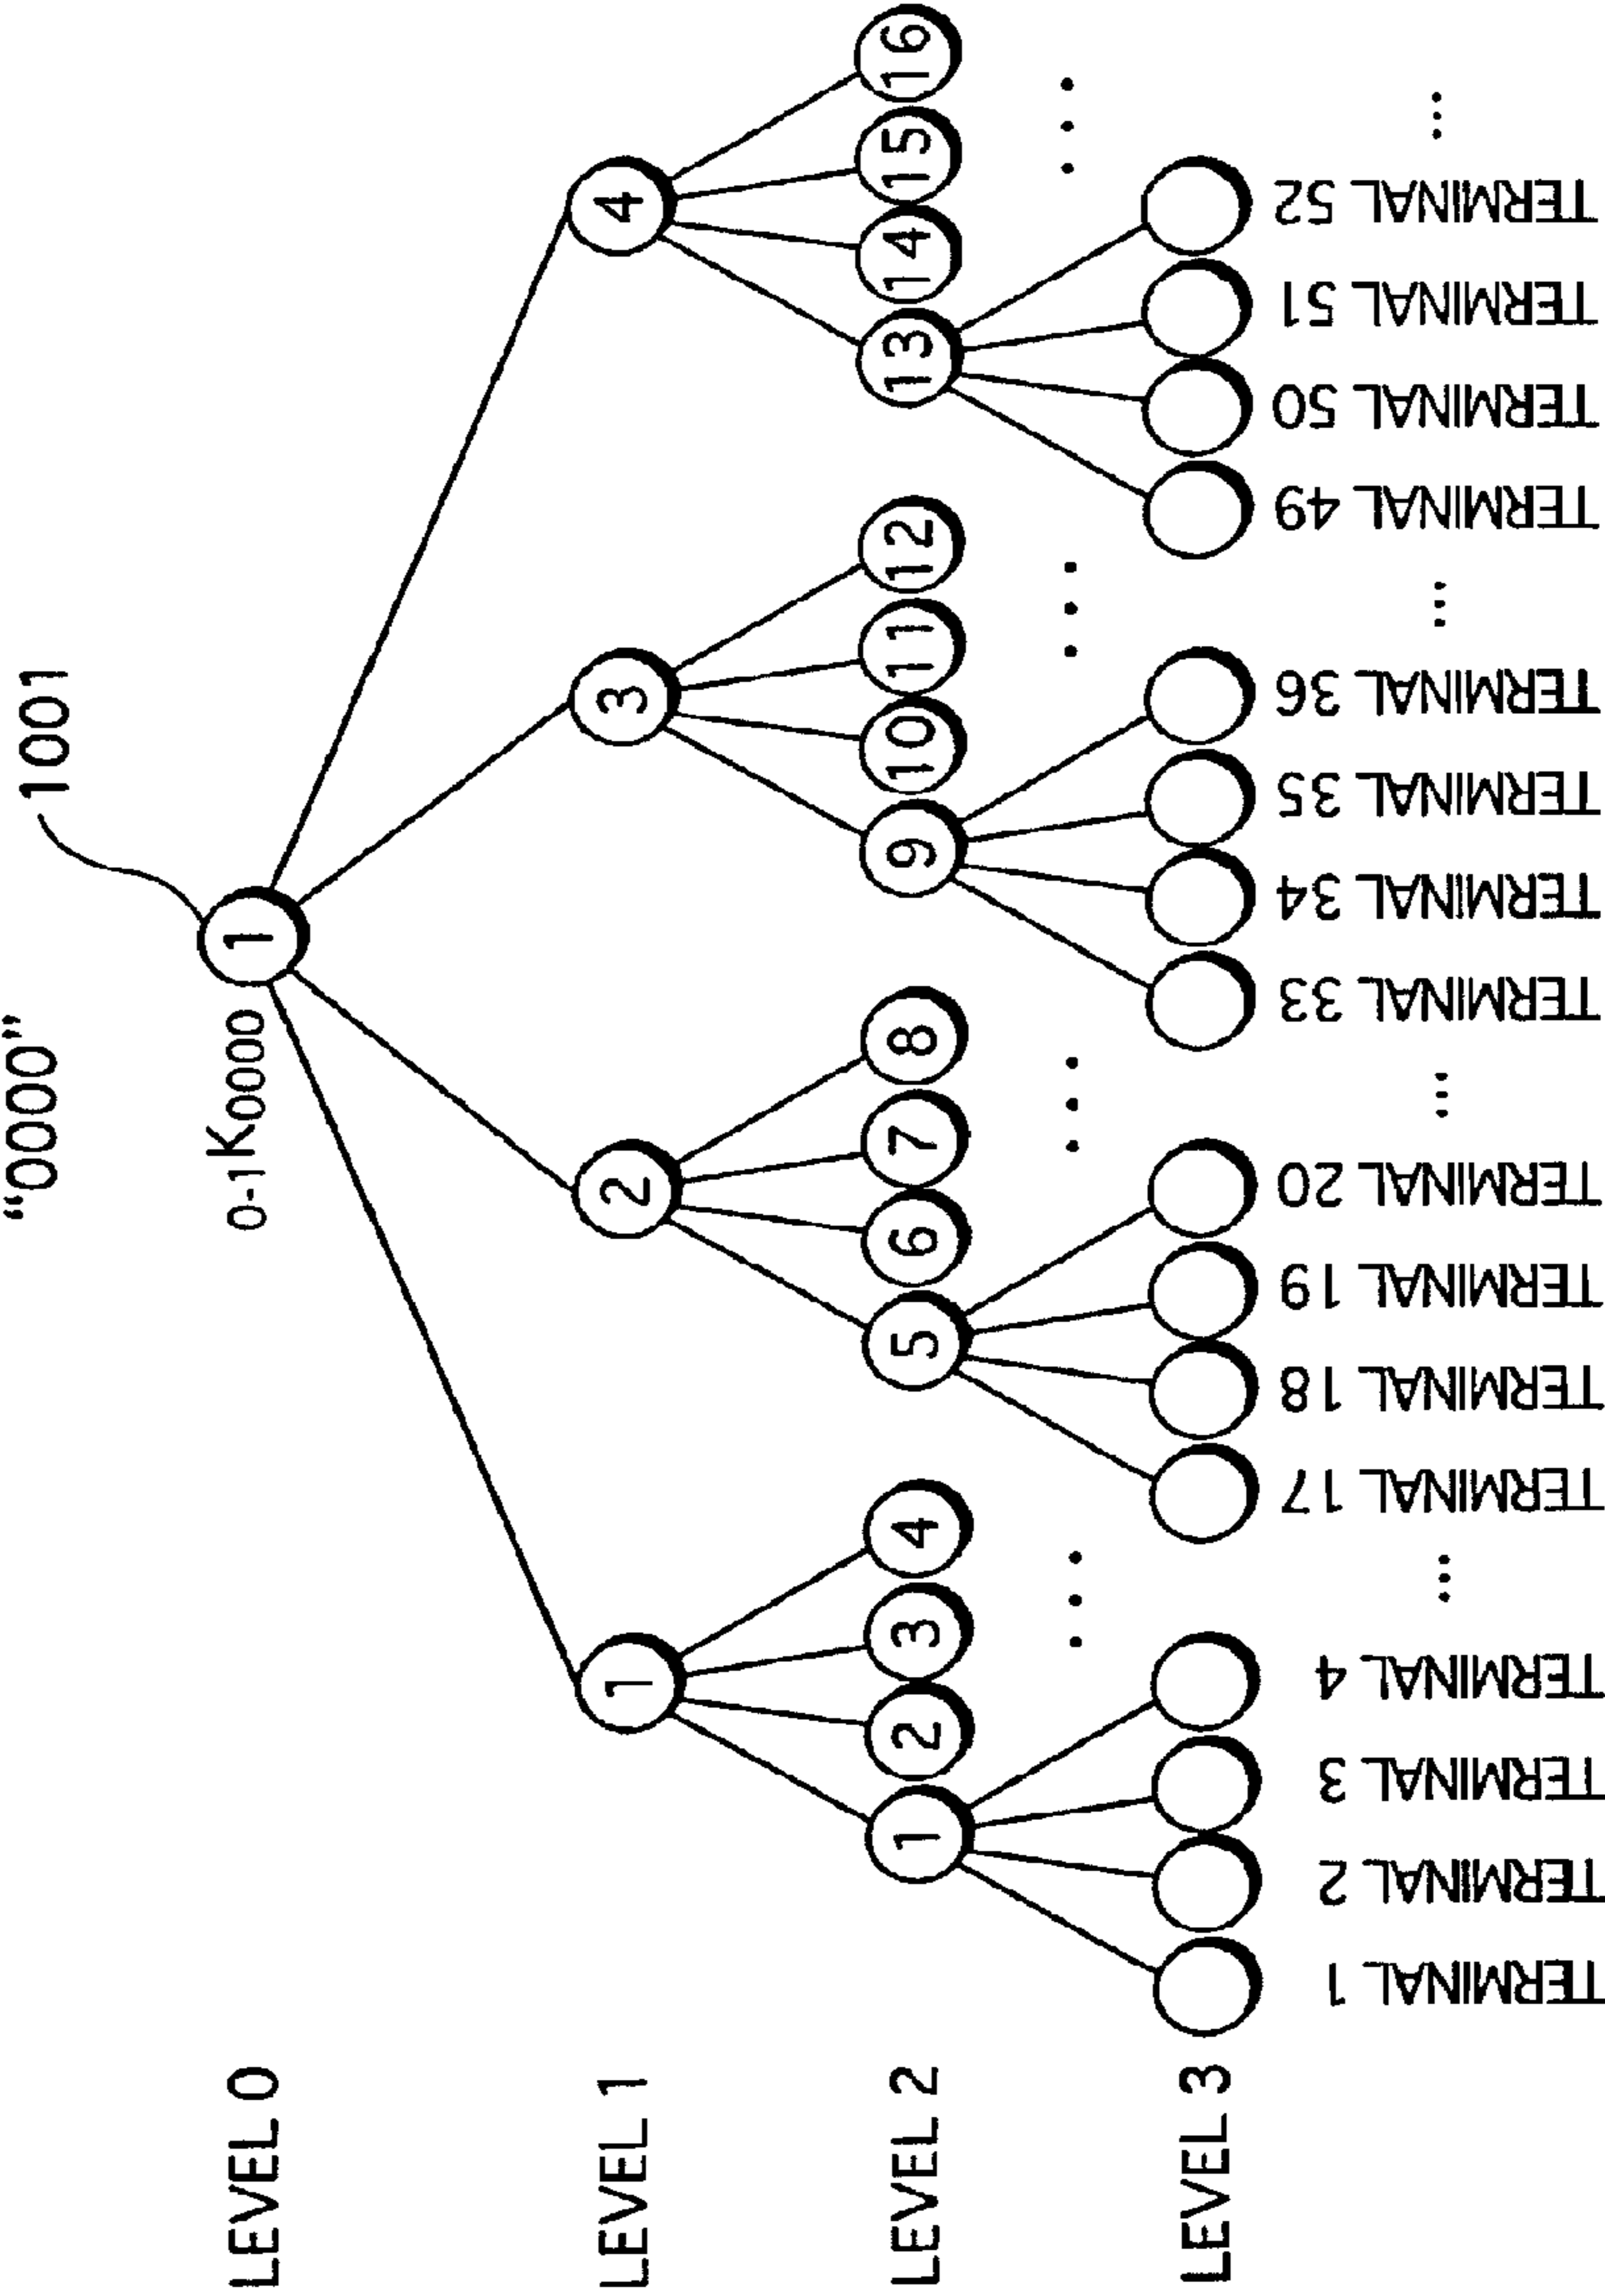 "0000"
1001
0-1K0000
LEVEL 0
1
LEVEL 1
1 2 3 4
LEVEL 2
1 2 3 4 5 6 7 8 9 10 11 12 13 14 15 16
... ... ... ...
LEVEL 3
TERMINAL 1
TERMINAL 2
TERMINAL 3
TERMINAL 4
...
TERMINAL 17
TERMINAL 18
TERMINAL 19
TERMINAL 20
...
TERMINAL 33
TERMINAL 34
TERMINAL 35
TERMINAL 36
...
TERMINAL 49
TERMINAL 50
TERMINAL 51
TERMINAL 52
...